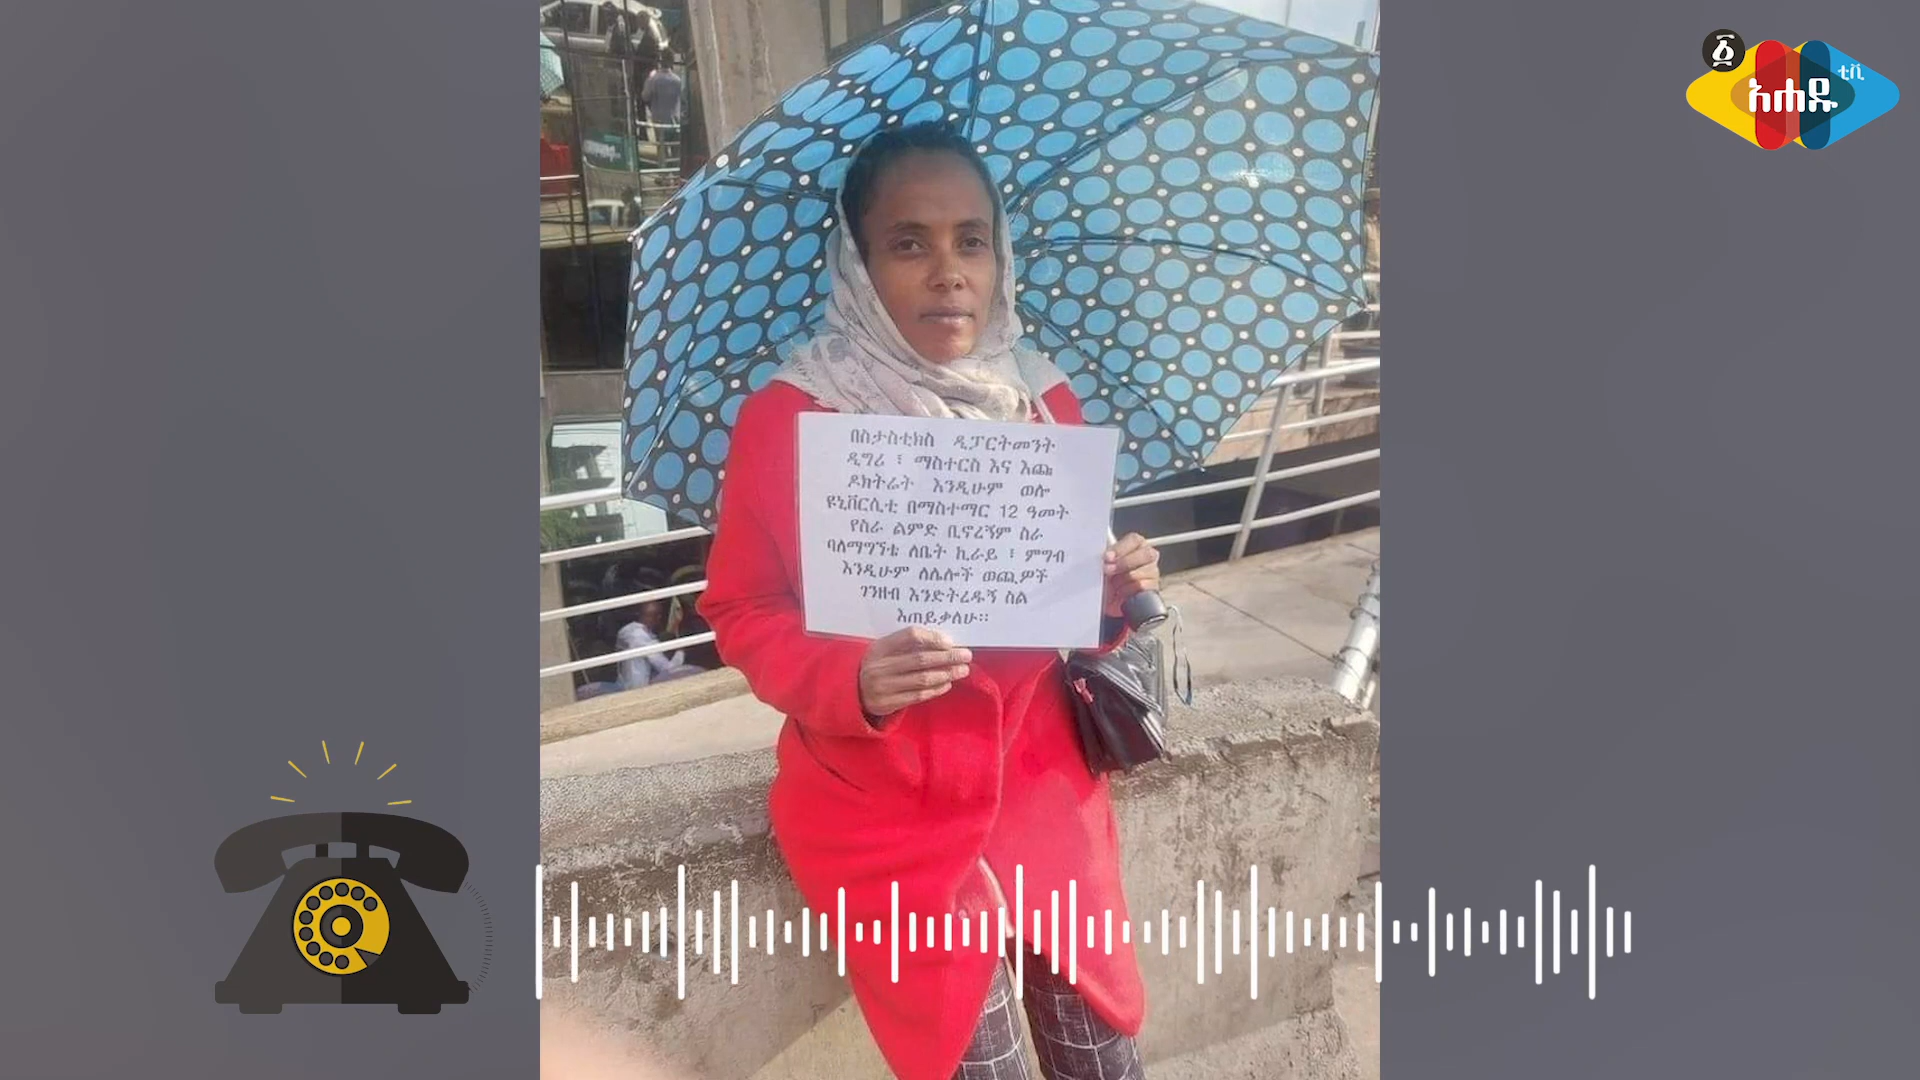 በስታስቲክስ ዲፓርትመንት
ዲግሪ ፣ ማስተርስ እና እጩ
ዶክትሬት እንዲሁም ወሎ
ዩኒቨርሲቲ በማስተማር 12 ዓመት
የስራ ልምድ ቢኖረኝም ስራ
ባለማግኘቴ ለቤት ኪራይ ፣ ምግብ
እንዲሁም ለሌሎች ወጪዎች
ገንዘብ እንድትረዱኝ ስል
እጠይቃለሁ።
አሐዱ
ቲቪ